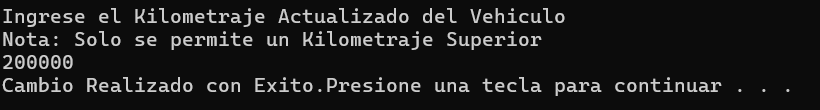 Ingrese el Kilometraje Actualizado del Vehiculo
Nota: Solo se permite un Kilometraje Superior
200000
Cambio Realizado con Exito.Presione una tecla para continuar . . .